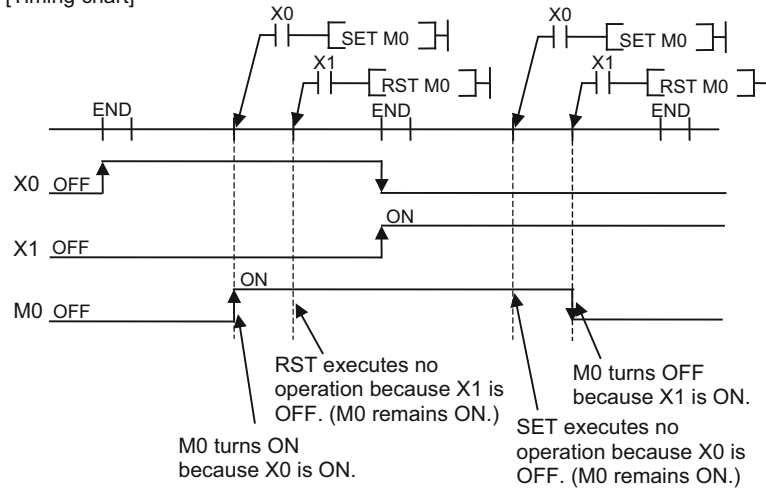 [Timing chart]
X0
SET M0
X0
SET M0
X1
RST M0
X1
RST M0
END
END
END
X0 OFF
ON
X1 OFF
ON
M0 OFF
RST executes no
operation because X1 is
OFF. (M0 remains ON.)
M0 turns OFF
because X1 is ON.
M0 turns ON
because X0 is ON.
SET executes no
operation because X0 is
OFF. (M0 remains ON.)